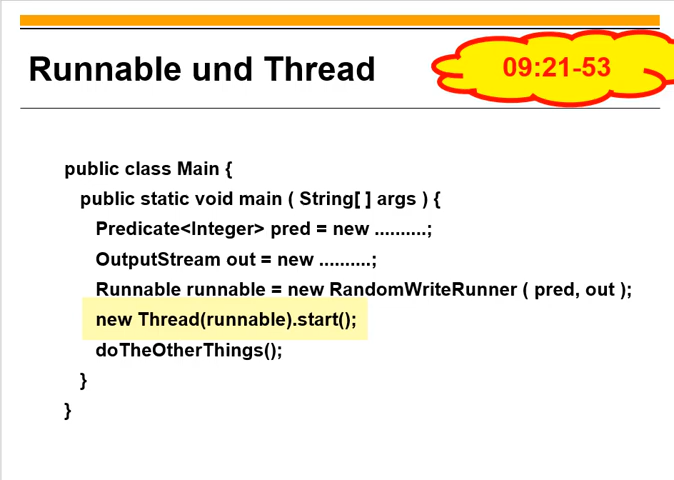 Runnable und Thread
09:21-53
public class Main {
public static void main ( String[ ] args ) {
Predicate<Integer> pred = new ..........;
OutputStream out = new ..........;
Runnable runnable = new RandomWriteRunner ( pred, out );
new Thread(runnable).start();
doTheOtherThings();
}
}